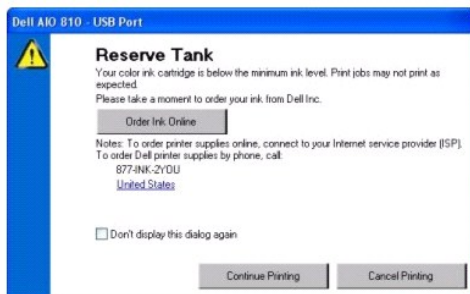 Dell AIO 810 - USB Port
Reserve Tank
Your color ink cartridge is below the minimum ink level. Print jobs may not print as
expected.
Please take a moment to order your ink from Dell Inc.
Order Ink Online
Notes: To order printer supplies online, connect to your Internet service provider (ISP).
To order Dell printer supplies by phone, call:
877-INK-2YOU
United States
Don't display this dialog again
Continue Printing
Cancel Printing